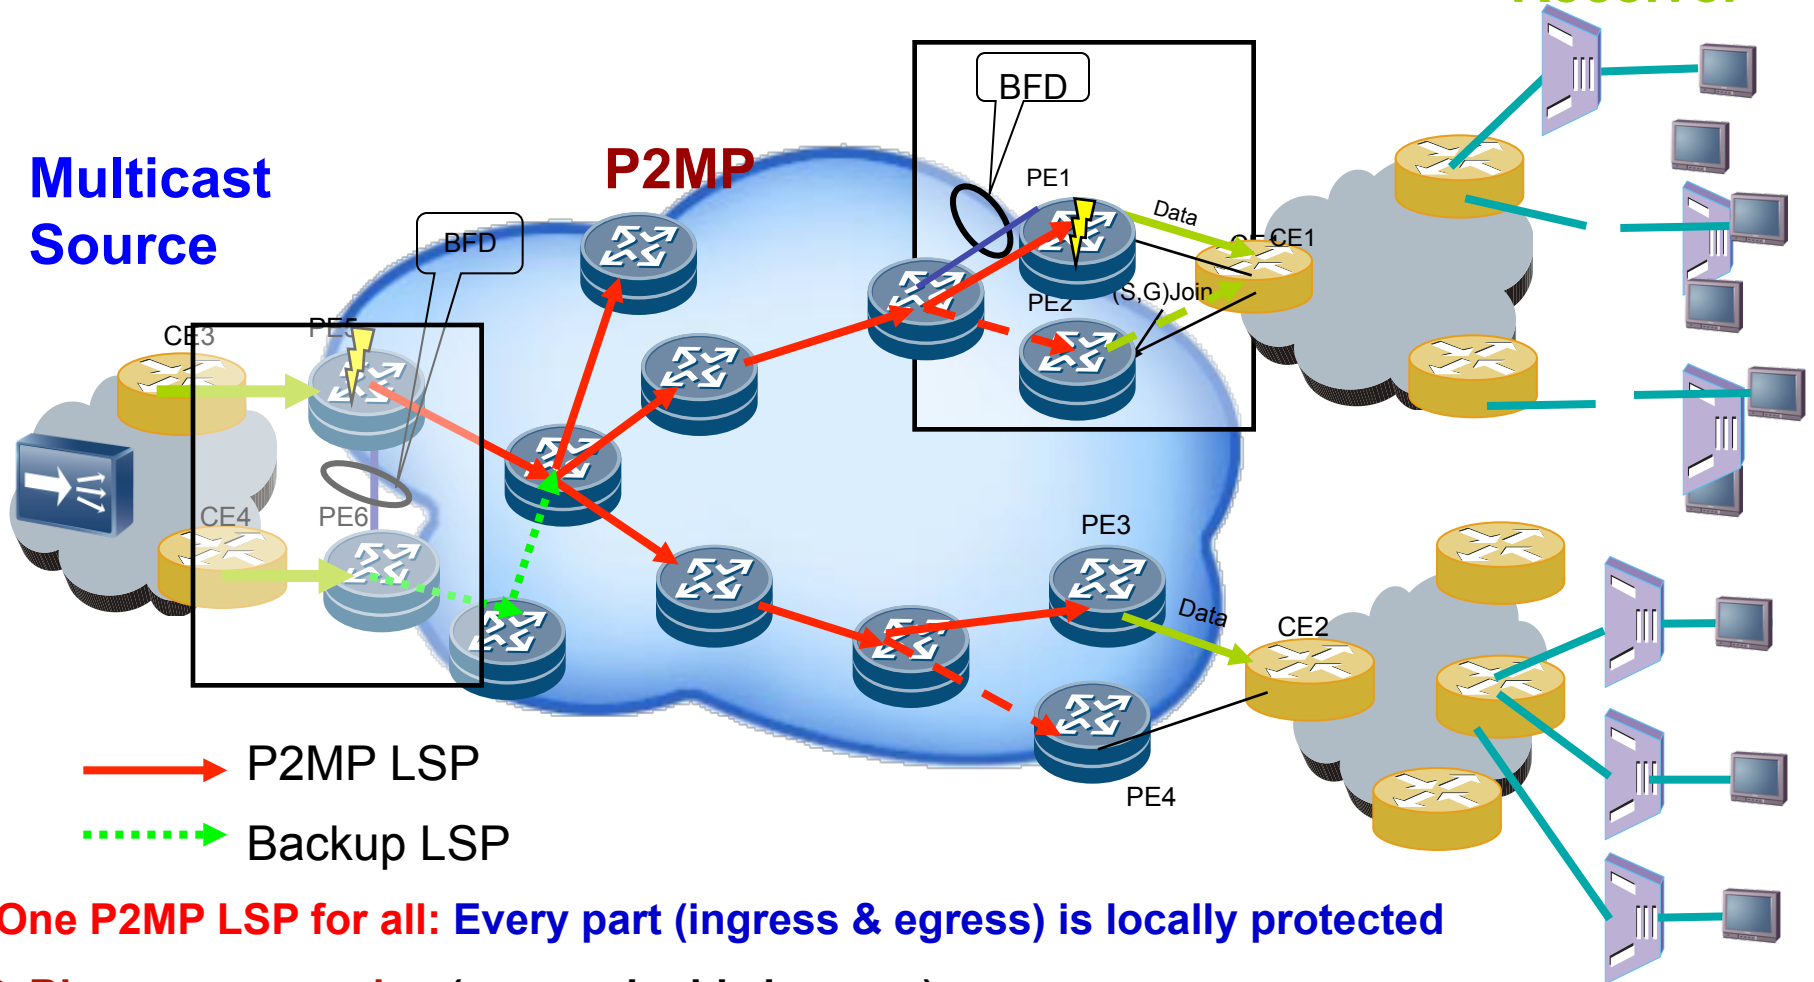 Multicast
Source
P2MP
BFD
BFD
PE1
Data
CE1
PE2
(S,G)Join
CE3
PE5
CE4
PE6
PE3
Data
CE2
PE4
P2MP LSP
Backup LSP
One P2MP LSP for all: Every part (ingress & egress) is locally protected